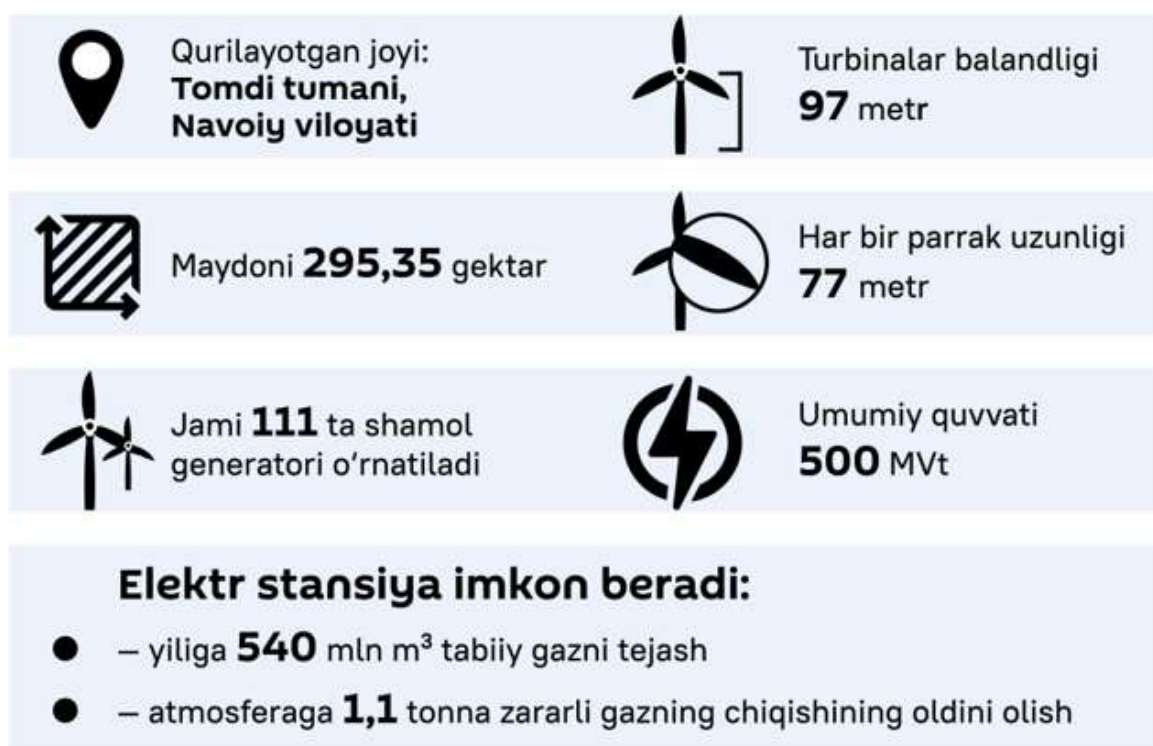 Qurilayotgan joyi:
Tomdi tumani,
Navoiy viloyati
Turbinalar balandligi
97 metr
Maydoni 295,35 gektar
Har bir parrak uzunligi
77 metr
Jami 111 ta shamol
generatori o‘rnatiladi
Umumiy quvvati
500 MVt
Elektr stansiya imkon beradi:
● – yiliga 540 mln m³ tabiiy gazni tejash
● – atmosferaga 1,1 tonna zararli gazning chiqishining oldini olish